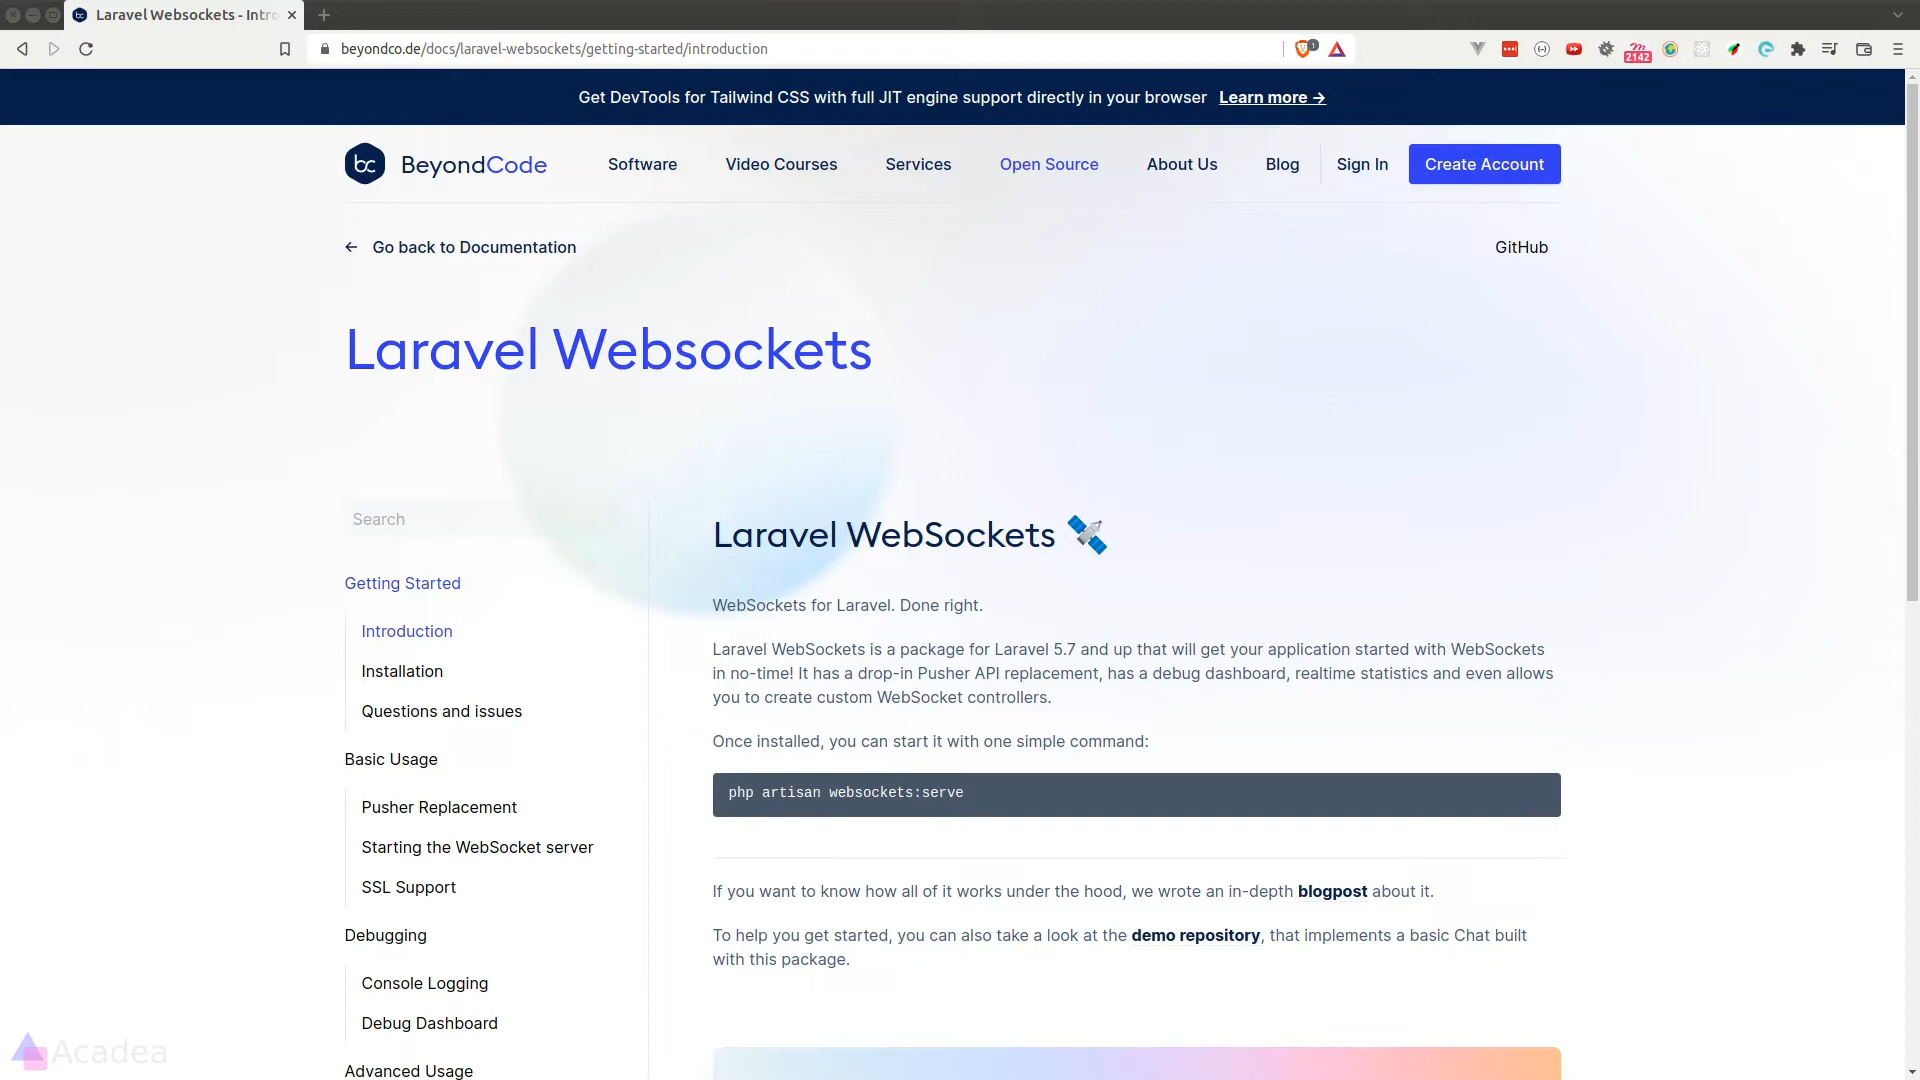 Laravel Websockets - Intro
beyondco.de/docs/laravel-websockets/getting-started/introduction
1
2142
Get DevTools for Tailwind CSS with full JIT engine support directly in your browser Learn more →
bc BeyondCode
Software
Video Courses
Services
Open Source
About Us
Blog
Sign In
Create Account
← Go back to Documentation
GitHub
Laravel Websockets
Search
Getting Started
Introduction
Installation
Questions and issues
Basic Usage
Pusher Replacement
Starting the WebSocket server
SSL Support
Debugging
Console Logging
Debug Dashboard
Advanced Usage
Laravel WebSockets 🛰
WebSockets for Laravel. Done right.
Laravel WebSockets is a package for Laravel 5.7 and up that will get your application started with WebSockets
in no-time! It has a drop-in Pusher API replacement, has a debug dashboard, realtime statistics and even allows
you to create custom WebSocket controllers.
Once installed, you can start it with one simple command:
php artisan websockets:serve
If you want to know how all of it works under the hood, we wrote an in-depth blogpost about it.
To help you get started, you can also take a look at the demo repository, that implements a basic Chat built
with this package.
Acadea